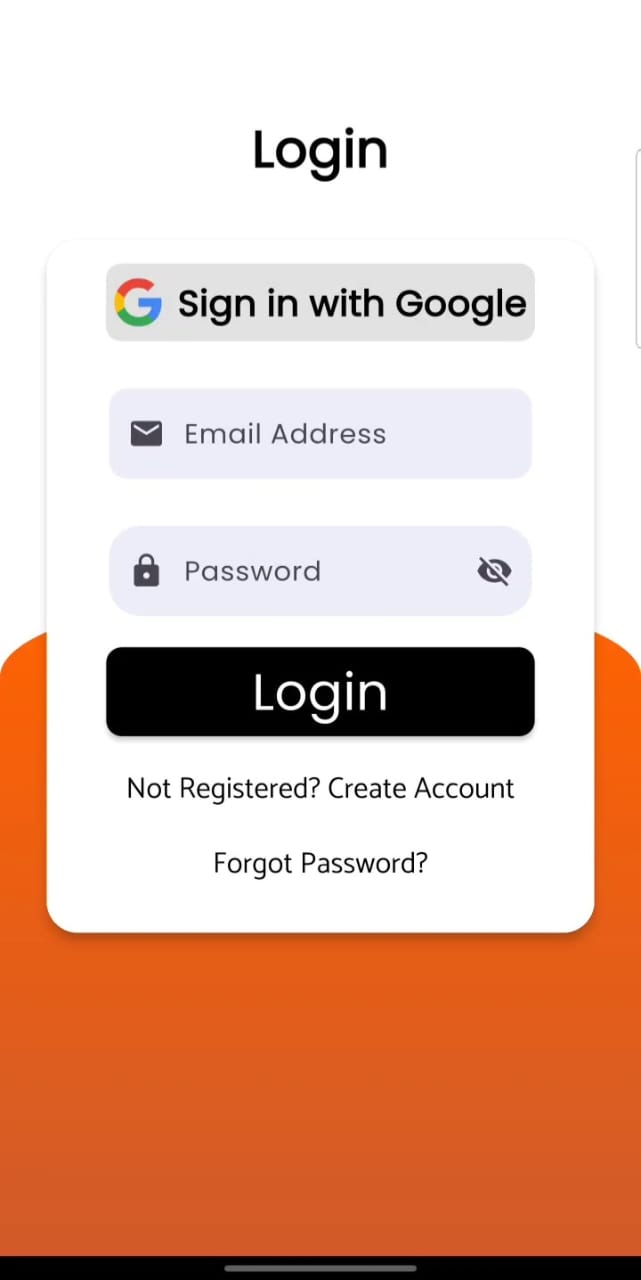 Login
Sign in with Google
Email Address
Password
Login
Not Registered? Create Account
Forgot Password?